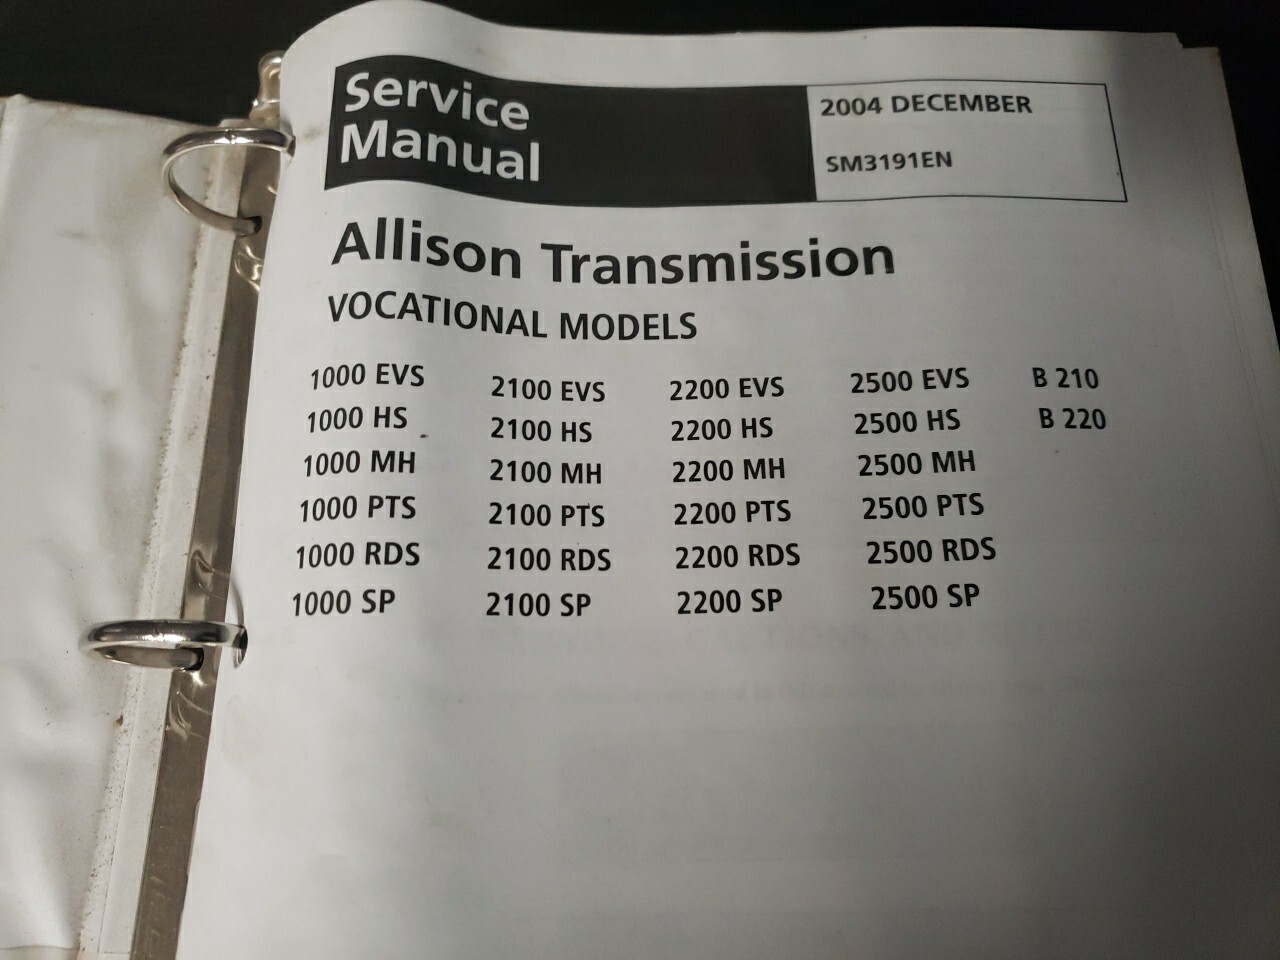 Service
Manual
2004 DECEMBER
SM3191EN
Allison Transmission
VOCATIONAL MODELS
1000 EVS 2100 EVS 2200 EVS 2500 EVS B 210
1000 HS 2100 HS 2200 HS 2500 HS B 220
1000 MH 2100 MH 2200 MH 2500 MH
1000 PTS 2100 PTS 2200 PTS 2500 PTS
1000 RDS 2100 RDS 2200 RDS 2500 RDS
1000 SP 2100 SP 2200 SP 2500 SP